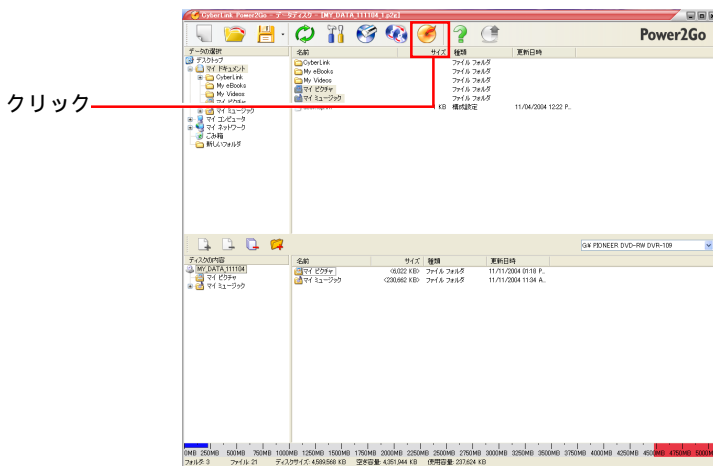 CyberLink Power2Go - データディスク - [MY_DATA_111104_1.p2g]
Power2Go
データの選択
名前 サイズ 種類 更新日時
デスクトップ
マイ ドキュメント
CyberLink
My eBooks
My Videos
マイ ピクチャ
マイ ミュージック
マイ コンピュータ
マイ ネットワーク
ごみ箱
新しいフォルダ
CyberLink ファイル フォルダ
My eBooks ファイル フォルダ
My Videos ファイル フォルダ
マイ ピクチャ ファイル フォルダ
マイ ミュージック ファイル フォルダ
KB 構成設定 11/04/2004 12:22 P..
クリック
G:¥ PIONEER DVD-RW DVR-109
ディスクの内容
名前 サイズ 種類 更新日時
MY_DATA_111104
マイ ピクチャ
マイ ミュージック
マイ ピクチャ <6,022 KB> ファイル フォルダ 11/11/2004 01:18 P..
マイ ミュージック <230,662 KB> ファイル フォルダ 11/11/2004 11:34 A..
0MB 250MB 500MB 750MB 1000MB 1250MB 1500MB 1750MB 2000MB 2250MB 2500MB 2750MB 3000MB 3250MB 3500MB 3750MB 4000MB 4250MB 4500MB 4750MB 5000M
フォルダ: 3 ファイル: 21 ディスクサイズ: 4,589,568 KB 空き容量: 4,351,944 KB (使用容量: 237,624 KB